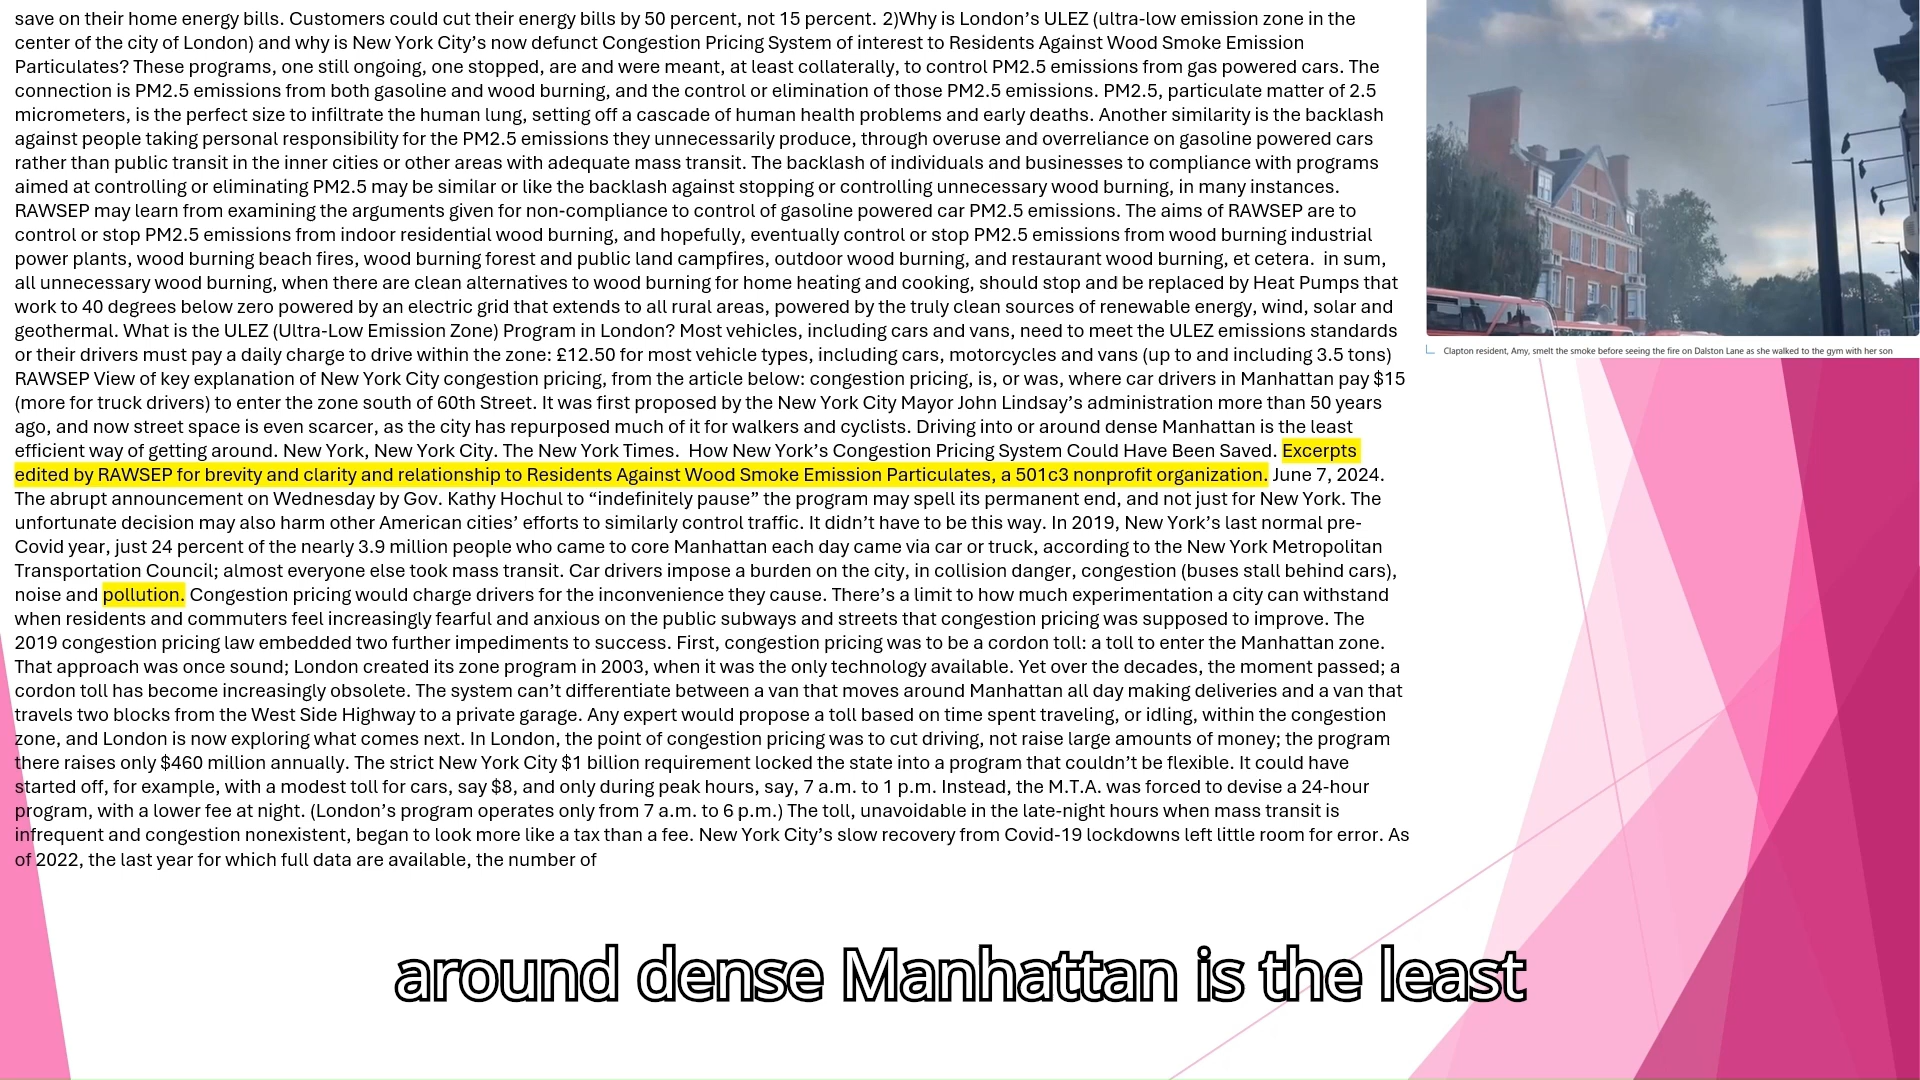 save on their home energy bills. Customers could cut their energy bills by 50 percent, not 15 percent. 2)Why is London’s ULEZ (ultra-low emission zone in the
center of the city of London) and why is New York City’s now defunct Congestion Pricing System of interest to Residents Against Wood Smoke Emission
Particulates? These programs, one still ongoing, one stopped, are and were meant, at least collaterally, to control PM2.5 emissions from gas powered cars. The
connection is PM2.5 emissions from both gasoline and wood burning, and the control or elimination of those PM2.5 emissions. PM2.5, particulate matter of 2.5
micrometers, is the perfect size to infiltrate the human lung, setting off a cascade of human health problems and early deaths. Another similarity is the backlash
against people taking personal responsibility for the PM2.5 emissions they unnecessarily produce, through overuse and overreliance on gasoline powered cars
rather than public transit in the inner cities or other areas with adequate mass transit. The backlash of individuals and businesses to compliance with programs
aimed at controlling or eliminating PM2.5 may be similar or like the backlash against stopping or controlling unnecessary wood burning, in many instances.
RAWSEP may learn from examining the arguments given for non-compliance to control of gasoline powered car PM2.5 emissions. The aims of RAWSEP are to
control or stop PM2.5 emissions from indoor residential wood burning, and hopefully, eventually control or stop PM2.5 emissions from wood burning industrial
power plants, wood burning beach fires, wood burning forest and public land campfires, outdoor wood burning, and restaurant wood burning, et cetera.  in sum,
all unnecessary wood burning, when there are clean alternatives to wood burning for home heating and cooking, should stop and be replaced by Heat Pumps that
work to 40 degrees below zero powered by an electric grid that extends to all rural areas, powered by the truly clean sources of renewable energy, wind, solar and
geothermal. What is the ULEZ (Ultra-Low Emission Zone) Program in London? Most vehicles, including cars and vans, need to meet the ULEZ emissions standards
or their drivers must pay a daily charge to drive within the zone: £12.50 for most vehicle types, including cars, motorcycles and vans (up to and including 3.5 tons)
RAWSEP View of key explanation of New York City congestion pricing, from the article below: congestion pricing, is, or was, where car drivers in Manhattan pay $15
(more for truck drivers) to enter the zone south of 60th Street. It was first proposed by the New York City Mayor John Lindsay’s administration more than 50 years
ago, and now street space is even scarcer, as the city has repurposed much of it for walkers and cyclists. Driving into or around dense Manhattan is the least
efficient way of getting around. New York, New York City. The New York Times.  How New York’s Congestion Pricing System Could Have Been Saved. Excerpts
edited by RAWSEP for brevity and clarity and relationship to Residents Against Wood Smoke Emission Particulates, a 501c3 nonprofit organization. June 7, 2024.
The abrupt announcement on Wednesday by Gov. Kathy Hochul to “indefinitely pause” the program may spell its permanent end, and not just for New York. The
unfortunate decision may also harm other American cities’ efforts to similarly control traffic. It didn’t have to be this way. In 2019, New York’s last normal pre-
Covid year, just 24 percent of the nearly 3.9 million people who came to core Manhattan each day came via car or truck, according to the New York Metropolitan
Transportation Council; almost everyone else took mass transit. Car drivers impose a burden on the city, in collision danger, congestion (buses stall behind cars),
noise and pollution. Congestion pricing would charge drivers for the inconvenience they cause. There’s a limit to how much experimentation a city can withstand
when residents and commuters feel increasingly fearful and anxious on the public subways and streets that congestion pricing was supposed to improve. The
2019 congestion pricing law embedded two further impediments to success. First, congestion pricing was to be a cordon toll: a toll to enter the Manhattan zone.
That approach was once sound; London created its zone program in 2003, when it was the only technology available. Yet over the decades, the moment passed; a
cordon toll has become increasingly obsolete. The system can’t differentiate between a van that moves around Manhattan all day making deliveries and a van that
travels two blocks from the West Side Highway to a private garage. Any expert would propose a toll based on time spent traveling, or idling, within the congestion
zone, and London is now exploring what comes next. In London, the point of congestion pricing was to cut driving, not raise large amounts of money; the program
there raises only $460 million annually. The strict New York City $1 billion requirement locked the state into a program that couldn’t be flexible. It could have
started off, for example, with a modest toll for cars, say $8, and only during peak hours, say, 7 a.m. to 1 p.m. Instead, the M.T.A. was forced to devise a 24-hour
program, with a lower fee at night. (London’s program operates only from 7 a.m. to 6 p.m.) The toll, unavoidable in the late-night hours when mass transit is
infrequent and congestion nonexistent, began to look more like a tax than a fee. New York City’s slow recovery from Covid-19 lockdowns left little room for error. As
of 2022, the last year for which full data are available, the number of
Clapton resident, Amy, smelt the smoke before seeing the fire on Dalston Lane as she walked to the gym with her son
around dense Manhattan is the least